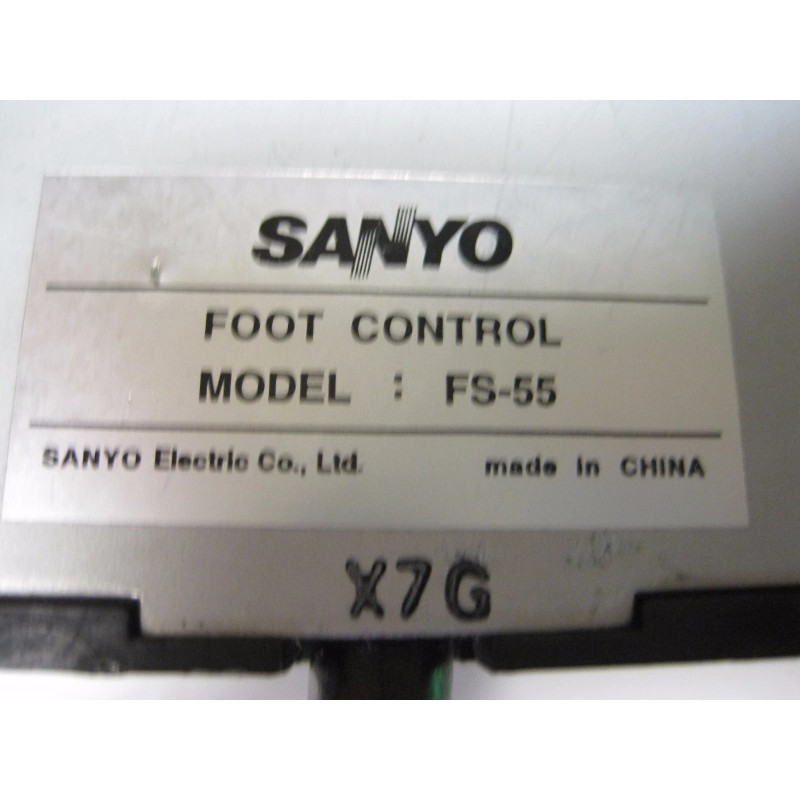 SANYO
FOOT CONTROL
MODEL : FS-55
SANYO Electric Co., Ltd. made in CHINA
X7G